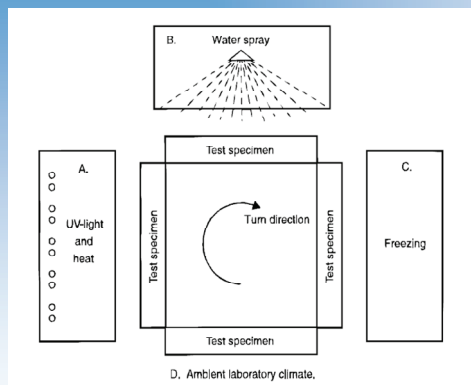 B. Water spray
Test specimen
A.
UV-light
and
heat
Test specimen
Turn direction
Test specimen
C.
Freezing
Test specimen
D. Ambient laboratory climate.